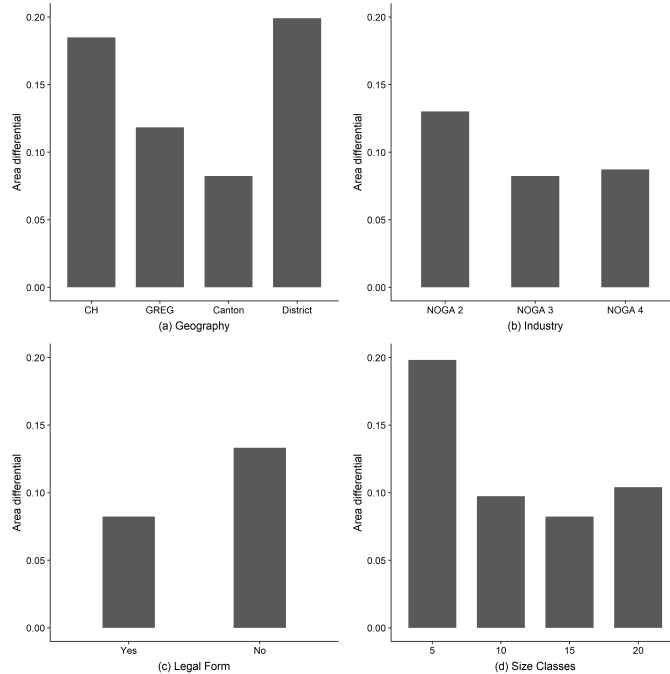 0.20
0.15
0.10
0.05
0.00
Area differential
CH GREG Canton District
(a) Geography
0.20
0.15
0.10
0.05
0.00
Area differential
NOGA 2 NOGA 3 NOGA 4
(b) Industry
0.20
0.15
0.10
0.05
0.00
Area differential
Yes No
(c) Legal Form
0.20
0.15
0.10
0.05
0.00
Area differential
5 10 15 20
(d) Size Classes